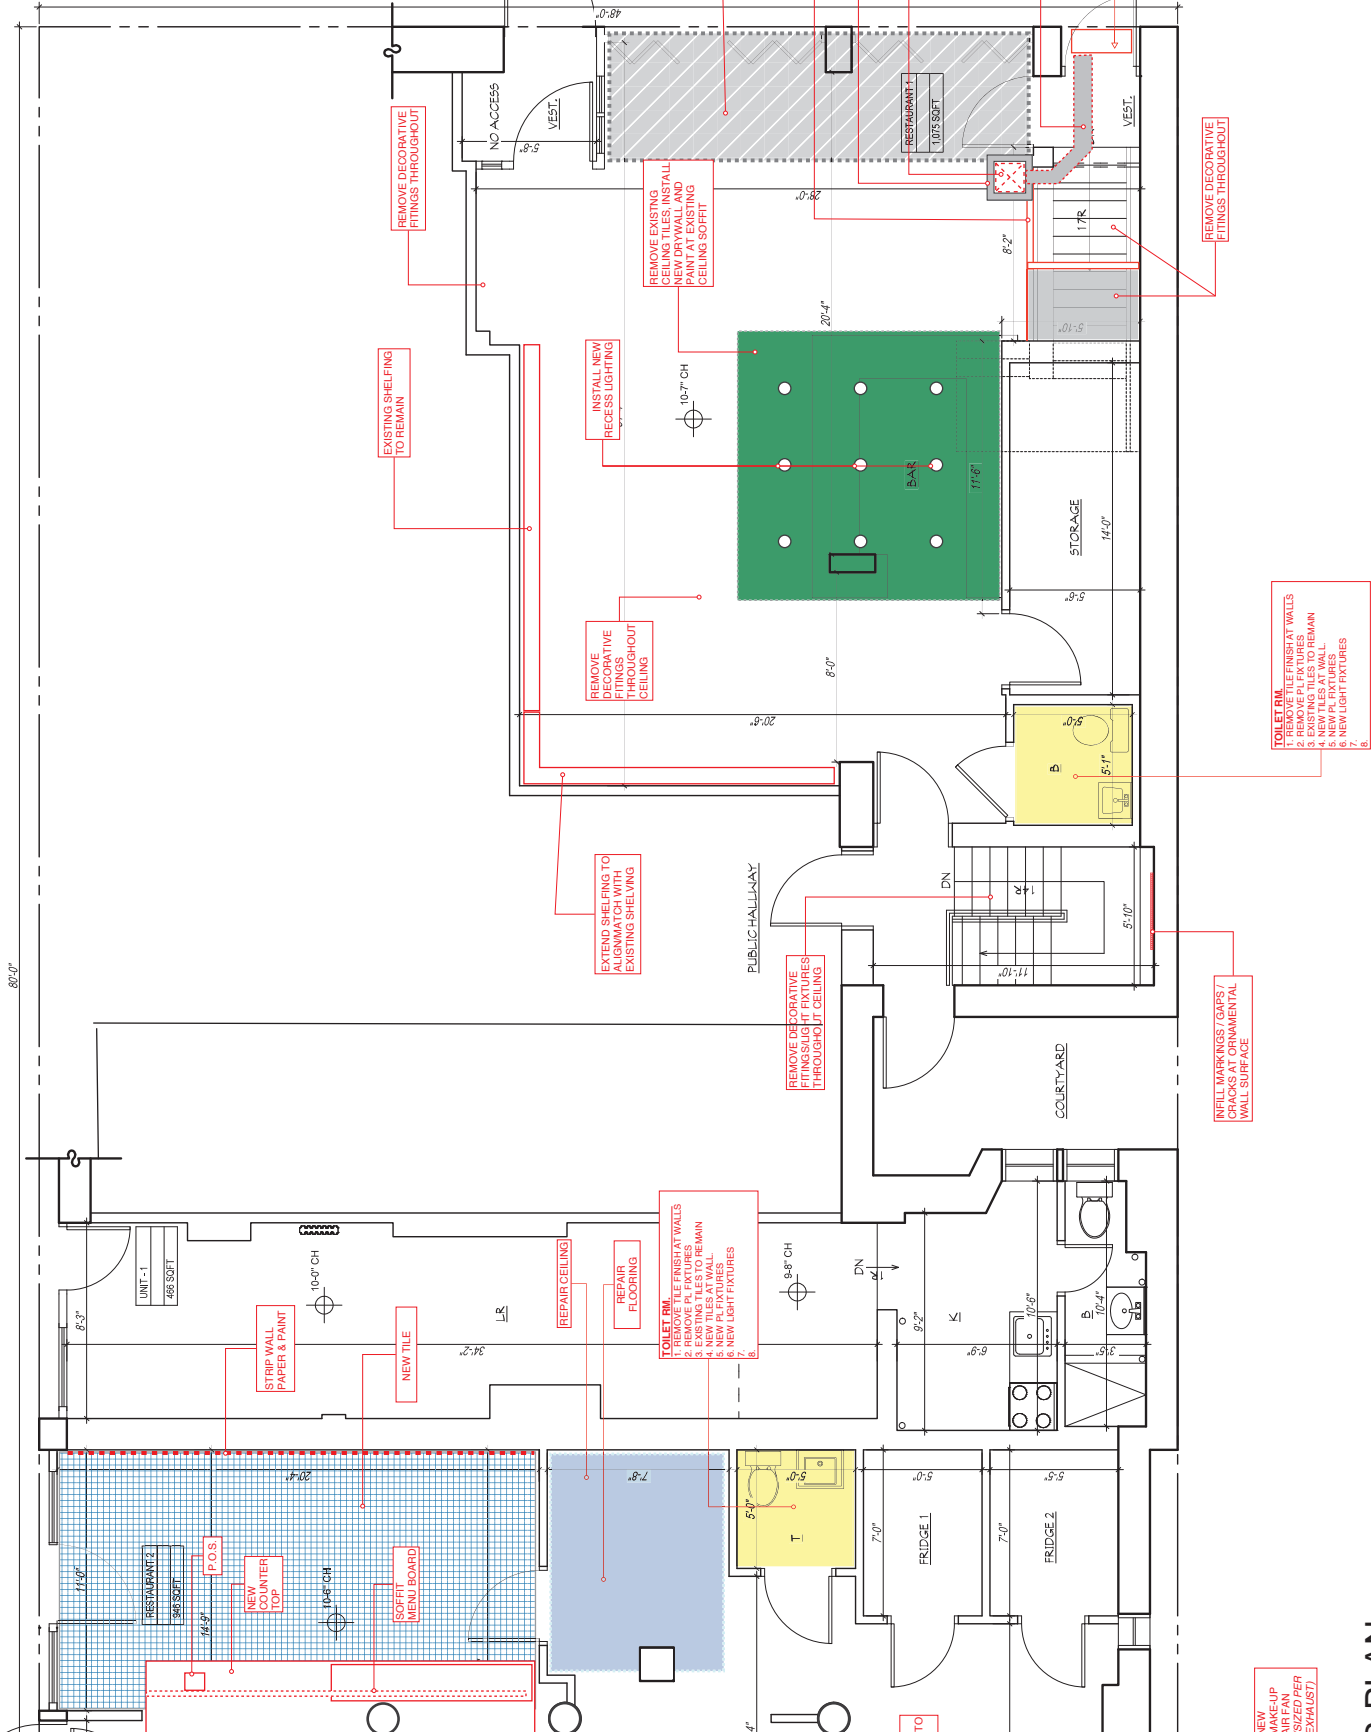 48'-0"
80'-0"
NO ACCESS
VEST.
5'-8"
REMOVE DECORATIVE
FITINGS THROUGHOUT
RESTAURANT 1
1,075 SQFT
VEST.
28'-0"
REMOVE EXISTNG
CEILING TILES, INSTALL
NEW DRYWALL AND
PAINT AT EXISTING
CEILING SOFFIT
17R
8'-2"
REMOVE DECORATIVE
FITINGS THROUGHOUT
5'-10"
20'-4"
EXISTING SHELFING
TO REMAIN
INSTALL NEW
RECESS LIGHTING
10-7" CH
BAR
11'-6"
STORAGE
14'-0"
5'-6"
REMOVE
DECORATIVE
FITINGS
THROUGHOUT
CEILING
8'-0"
20'-6"
5'-0"
B
5'-1"
TOILET RM.
1. REMOVE TILE FINISH AT WALLS
2. REMOVE PL FIXTURES
3. EXISTING TILES TO REMAIN
4. NEW TILES AT WALL
5. NEW PL FIXTURES
6. NEW LIGHT FIXTURES
7.
8.
EXTEND SHELFING TO
ALIGN/MATCH WITH
EXISTING SHELVING
PUBLIC HALLWAY
DN
14R
5'-10"
11'-10"
REMOVE DECORATIVE
FITINGS/LIGHT FIXTURES
THROUGHOUT CEILING
INFILL MARKINGS / GAPS /
CRACKS AT ORNAMENTAL
WALL SURFACE
COURTYARD
UNIT - 1
466 SQFT
8'-3"
10-0" CH
LR
34'-2"
STRIP WALL
PAPER & PAINT
NEW TILE
REPAIR CEILING
REPAIR
FLOORING
TOILET RM.
1. REMOVE TILE FINISH AT WALLS
2. REMOVE PL FIXTURES
3. EXISTING TILES TO REMAIN
4. NEW TILES AT WALL
5. NEW PL FIXTURES
6. NEW LIGHT FIXTURES
7.
8.
9-8" CH
DN
1R
9'-2"
K
6'-9"
10'-6"
B
10'-4"
3'-5"
20'-4"
7'-8"
5'-0"
5'-0"
T
5'-0"
7'-0"
FRIDGE 1
5'-5"
7'-0"
FRIDGE 2
11'-0"
RESTAURANT-2
946 SQFT
14'-9"
P.O.S.
NEW
COUNTER
TOP
10-6" CH
SOFFIT
MENU BOARD
TO
NEW
MAKE-UP
AIR FAN
(SIZED PER
EXHAUST)
PLAN